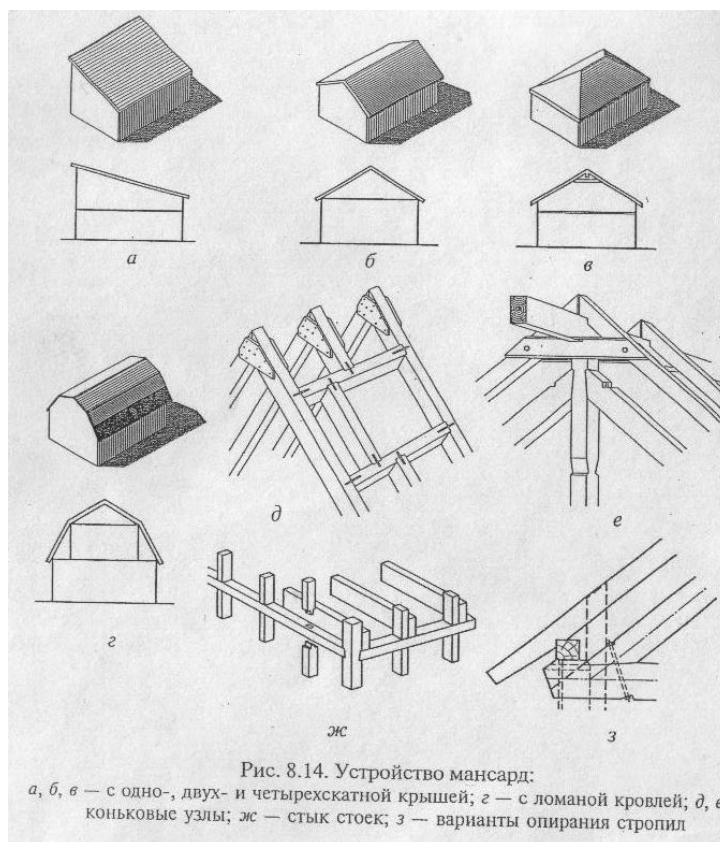 а
б
в
д
е
г
ж
з
Рис. 8.14. Устройство мансард:
а, б, в — с одно-, двух- и четырехскатной крышей; г — с ломаной кровлей; д, е
коньковые узлы; ж — стык стоек; з — варианты опирания стропил